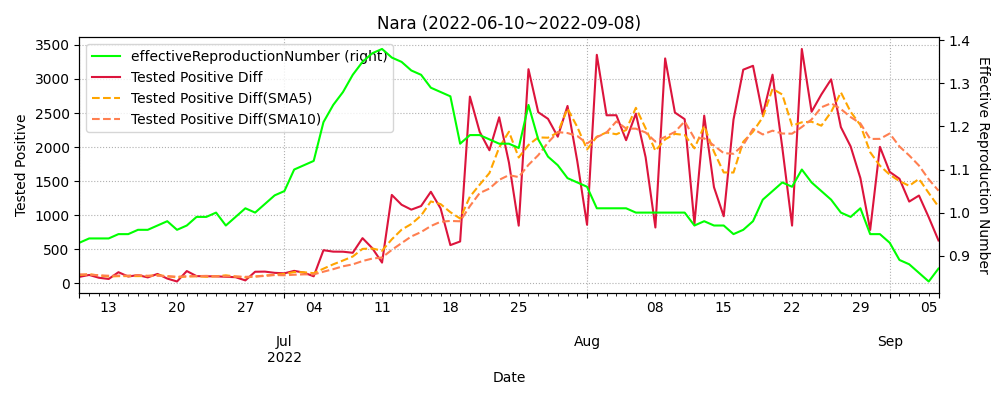 Nara (2022-06-10~2022-09-08)
effectiveReproductionNumber (right)
Tested Positive Diff
Tested Positive Diff(SMA5)
Tested Positive Diff(SMA10)
Tested Positive
3500
3000
2500
2000
1500
1000
500
0
Effective Reproduction Number
1.4
1.3
1.2
1.1
1.0
0.9
13 20 27 04 11 18 25 08 15 22 29 05
Jul Aug Sep
2022
Date